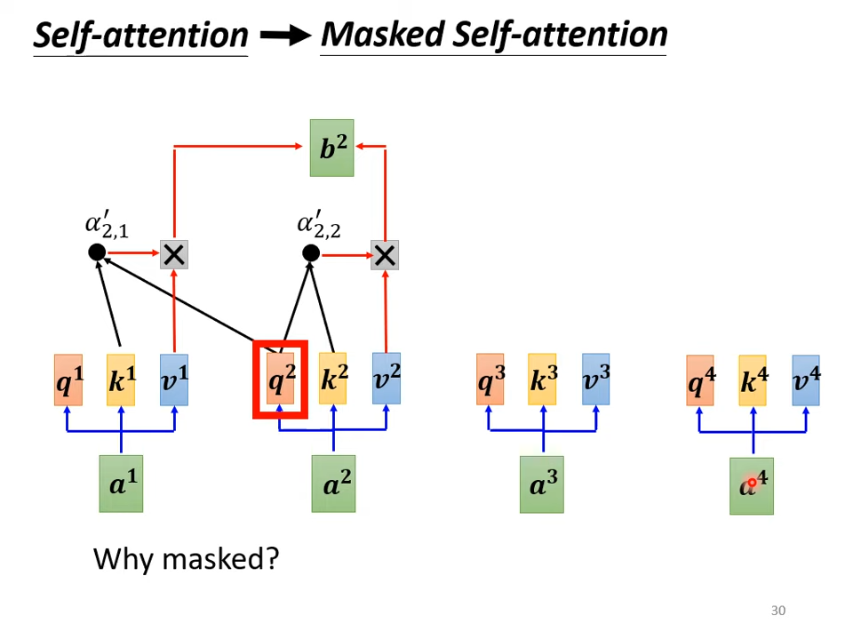 Self-attention → Masked Self-attention
b²
α′₂,₁ α′₂,₂
q¹ k¹ v¹ q² k² v² q³ k³ v³ q⁴ k⁴ v⁴
a¹ a² a³ a⁴
Why masked?
30